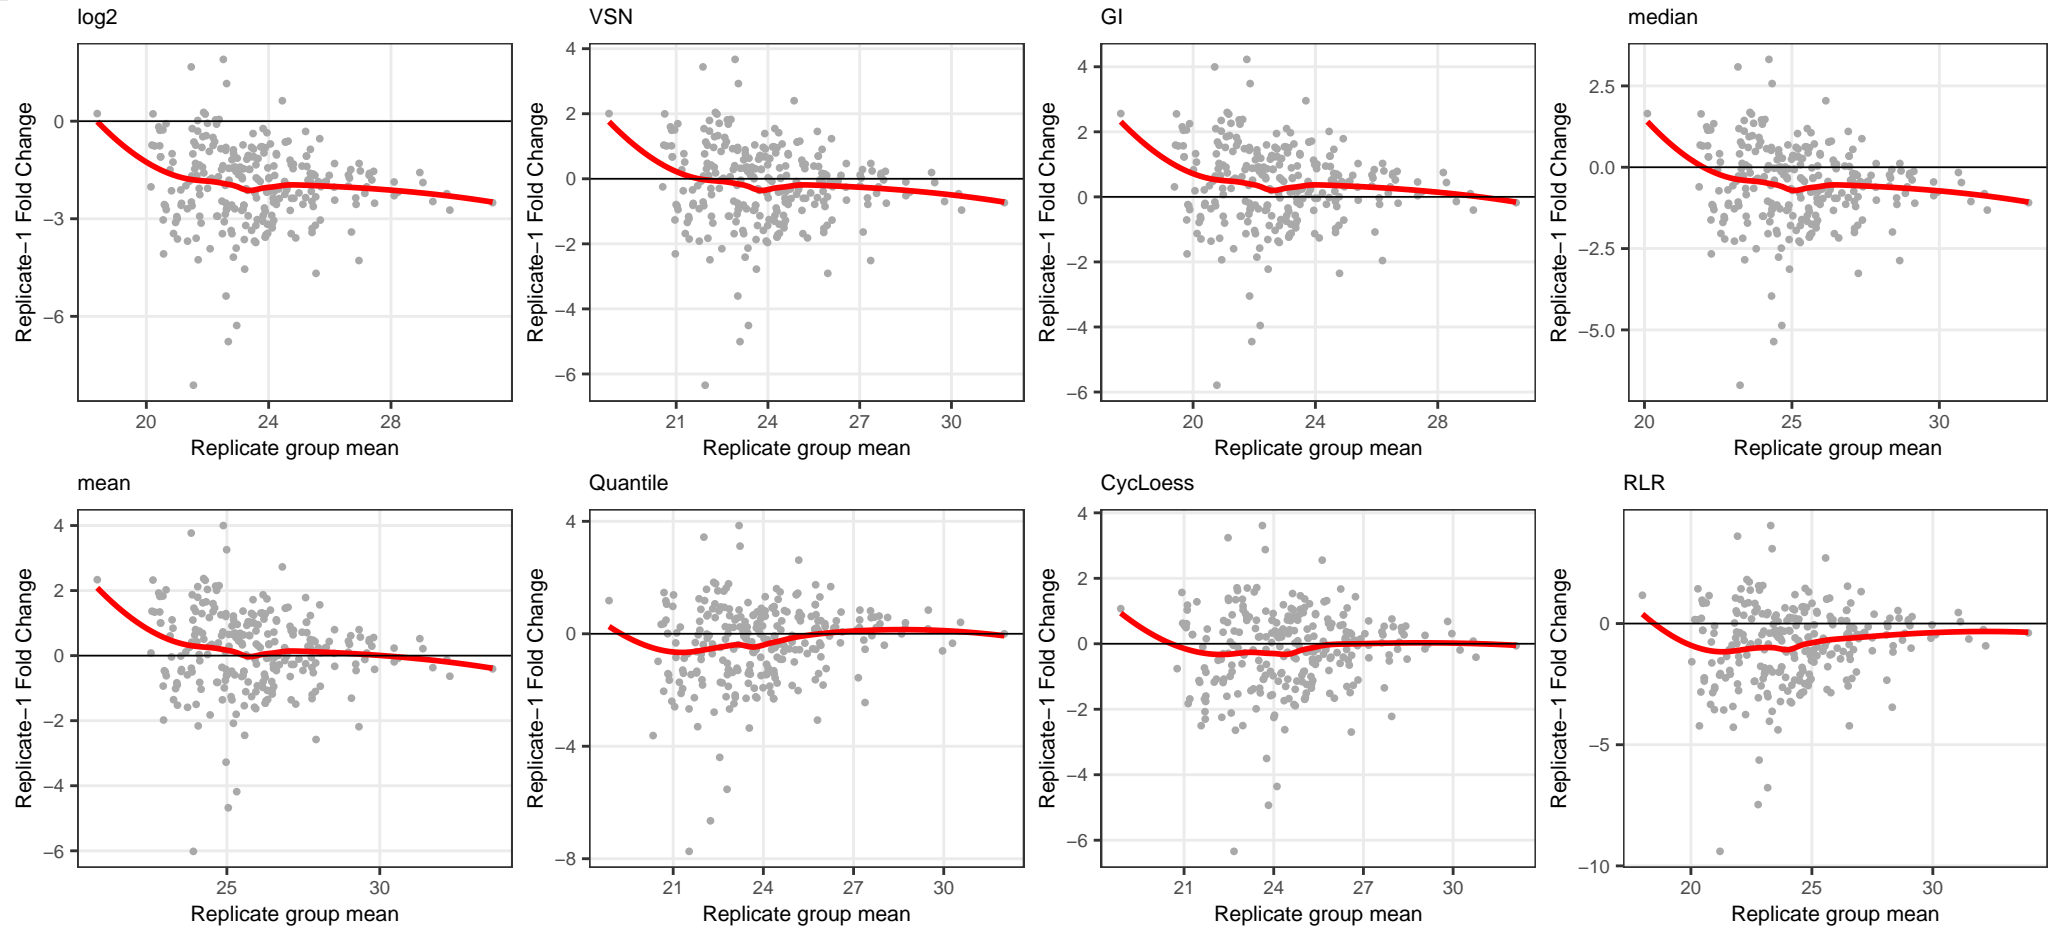 log2
VSN
GI
median
Replicate−1 Fold Change
0
−3
−6
20
24
28
Replicate group mean
Replicate−1 Fold Change
4
2
0
−2
−4
−6
21
24
27
30
Replicate group mean
Replicate−1 Fold Change
4
2
0
−2
−4
−6
20
24
28
Replicate group mean
Replicate−1 Fold Change
2.5
0.0
−2.5
−5.0
20
25
30
Replicate group mean
mean
Quantile
CycLoess
RLR
Replicate−1 Fold Change
4
2
0
−2
−4
−6
25
30
Replicate group mean
Replicate−1 Fold Change
4
0
−4
−8
21
24
27
30
Replicate group mean
Replicate−1 Fold Change
4
2
0
−2
−4
−6
21
24
27
30
Replicate group mean
Replicate−1 Fold Change
0
−5
−10
20
25
30
Replicate group mean